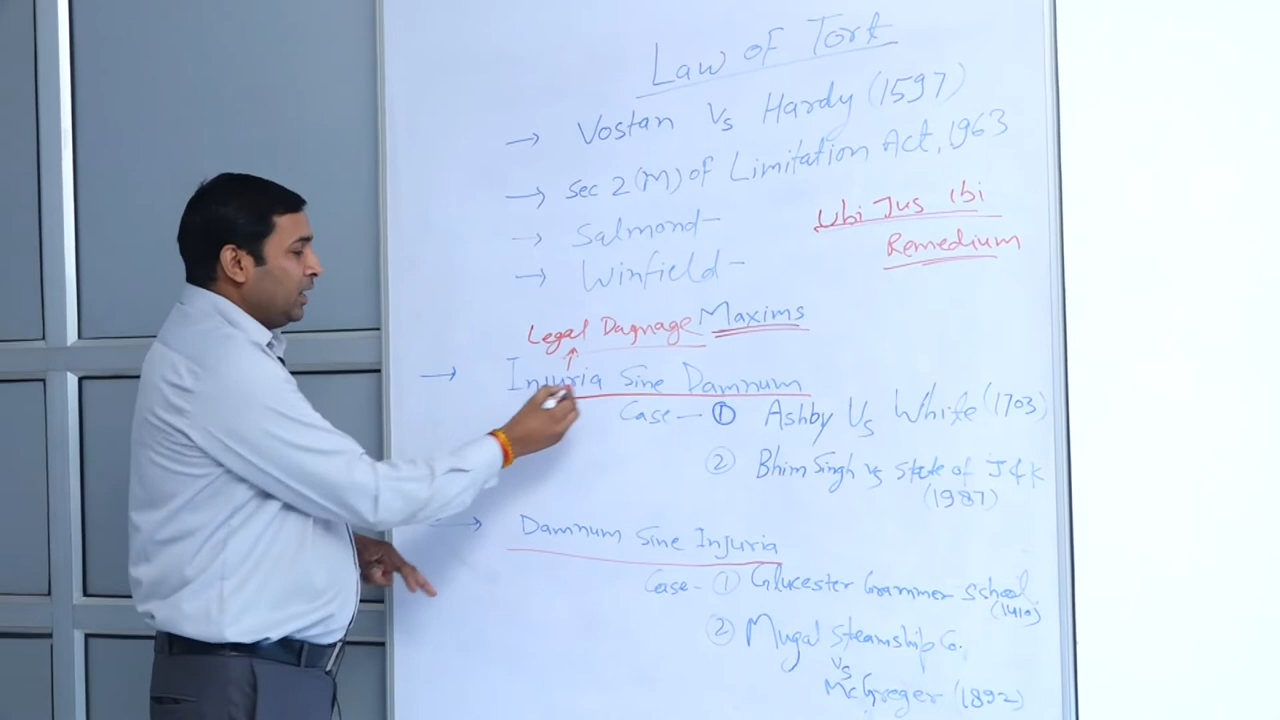 Law of Tort
→ Vostan Vs Hardy (1597)
→ Sec 2(M) of Limitation Act, 1963
→ Salmond-
→ Winfield-
Ubi Jus Ibi
Remedium
Legal Dagmage Maxims
→ Injuria Sine Damnum
Case - ① Ashby Vs White (1703)
② Bhim Singh vs State of J & K
(1987)
→ Damnum Sine Injuria
Case - ① Glucester Grammer School
(1410)
② Mugal Steamship Co.
vs
McGreger (1892)